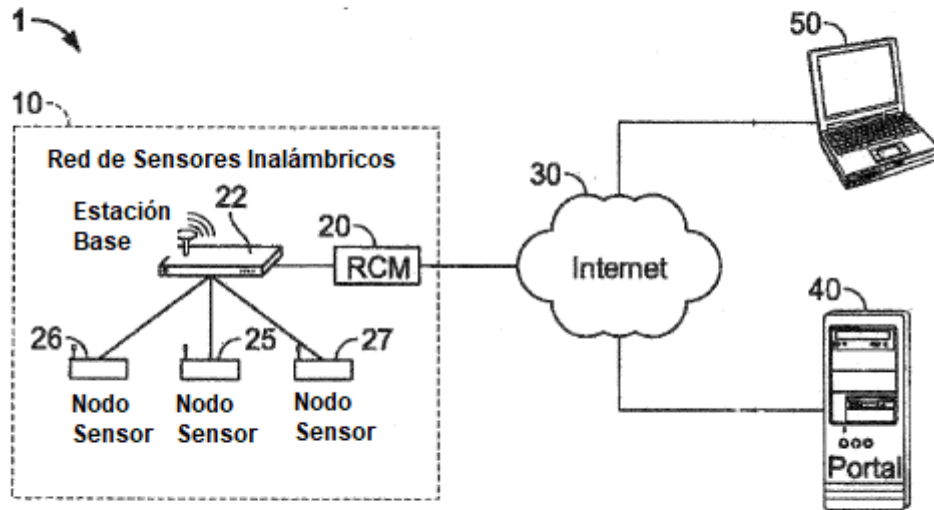 1
50
10
Red de Sensores Inalámbricos
30
Estación
Base
22
20
RCM
Internet
40
26
25
27
Nodo
Sensor
Nodo
Sensor
Nodo
Sensor
Portal